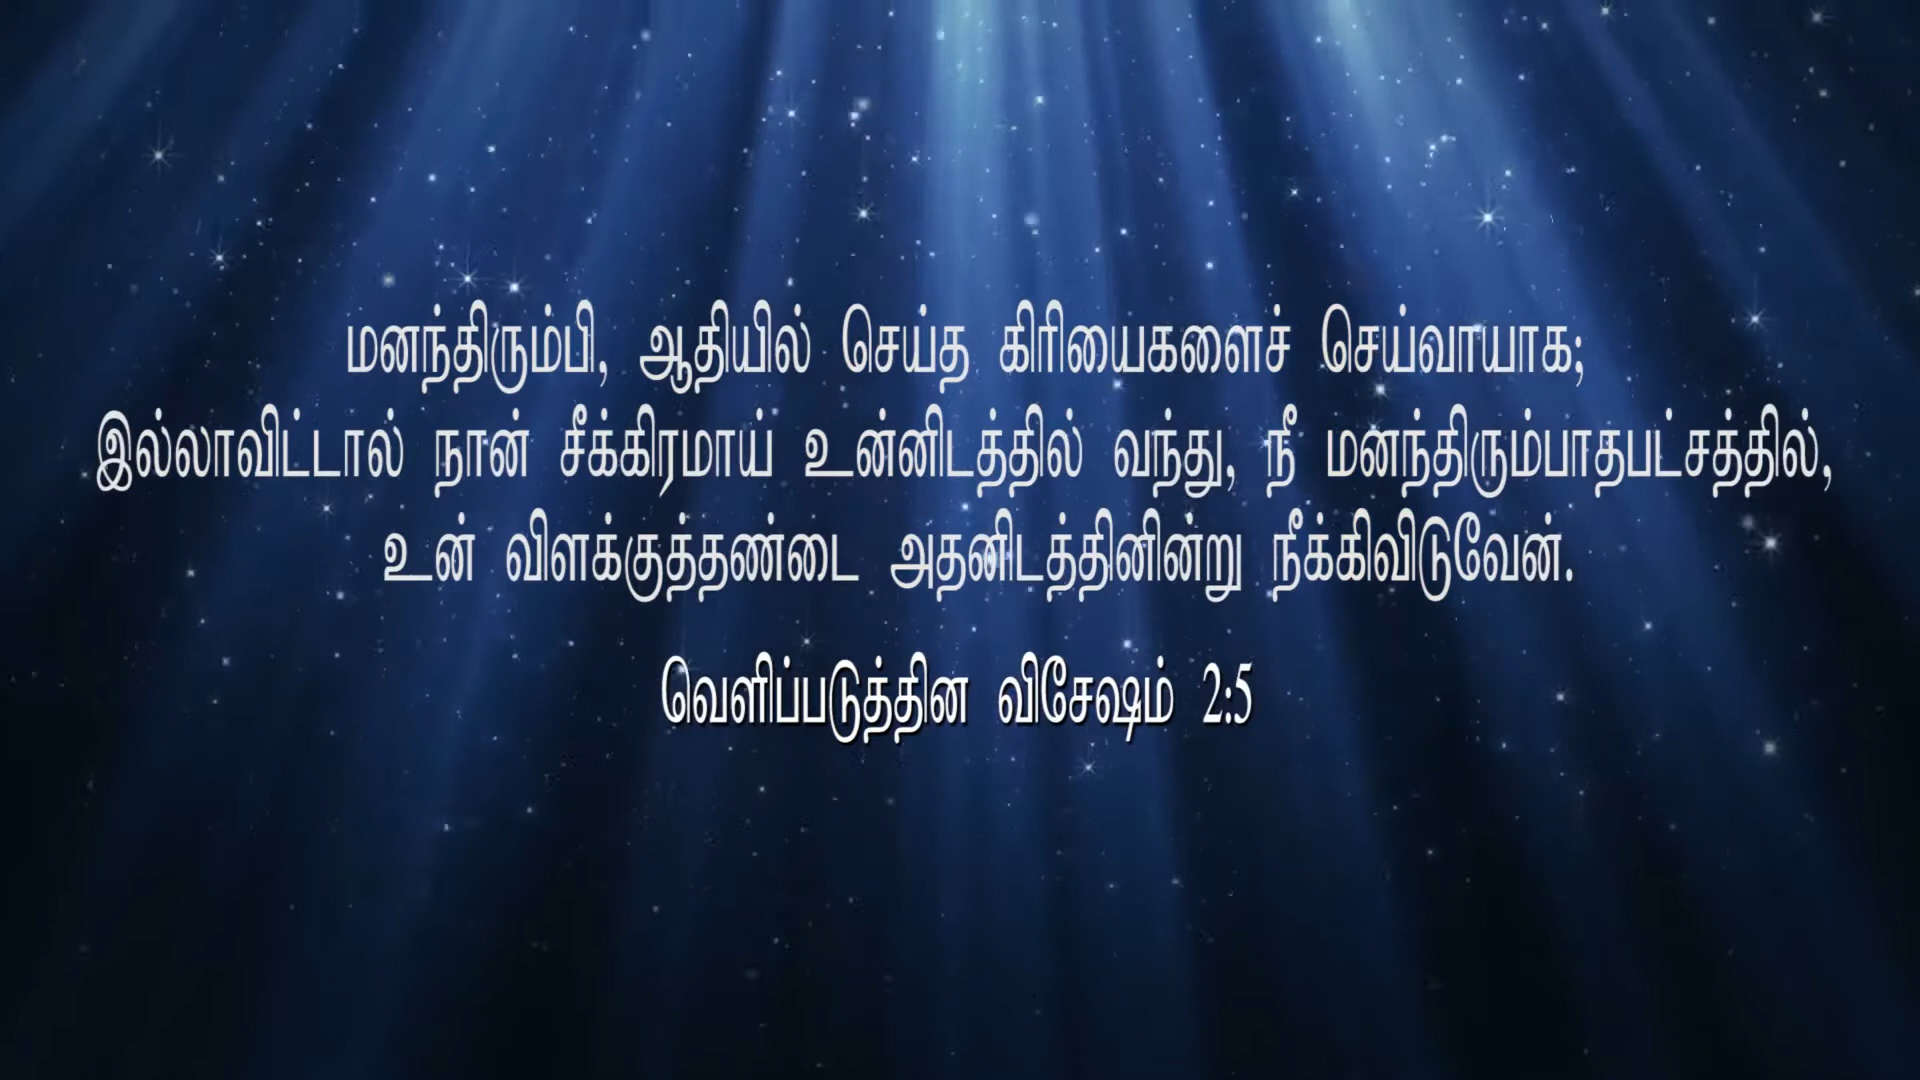 மனந்திரும்பி, ஆதியில் செய்த கிரியைகளைச் செய்வாயாக;
இல்லாவிட்டால் நான் சீக்கிரமாய் உன்னிடத்தில் வந்து, நீ மனந்திரும்பாதபட்சத்தில்,
உன் விளக்குத்தண்டை அதனிடத்தினின்று நீக்கிவிடுவேன்.
வெளிப்படுத்தின விசேஷம் 2:5